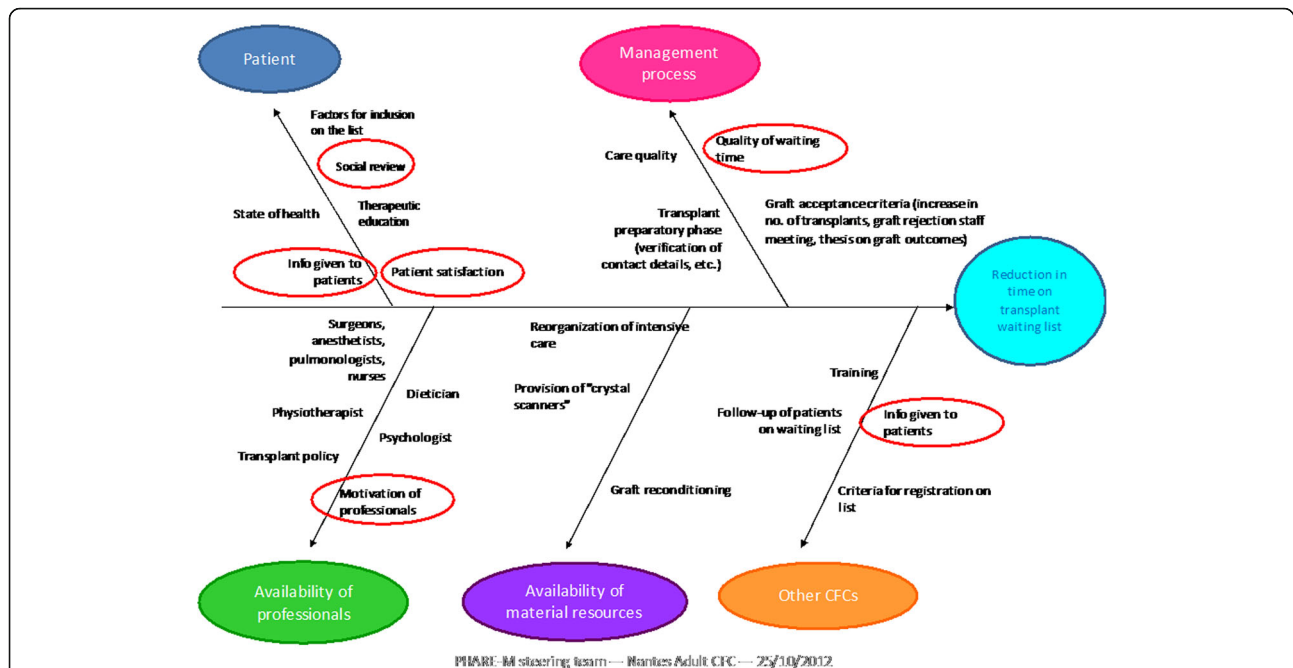 Patient
Management
process
Factors for inclusion
on the list
Social review
Quality of waiting
time
Care quality
State of health
Therapeutic
education
Transplant
preparatory phase
(verification of
contact details, etc.)
Graft acceptance criteria (increase in
no. of transplants, graft rejection staff
meeting, thesis on graft outcomes)
Info given to
patients
Patient satisfaction
Reduction in
time on
transplant
waiting list
Surgeons,
anesthetists,
pulmonologists,
nurses
Reorganization of intensive
care
Dietician
Provision of "crystal
scanners"
Training
Physiotherapist
Psychologist
Follow-up of patients
on waiting list
Info given to
patients
Transplant policy
Motivation of
professionals
Graft reconditioning
Criteria for registration on
list
Availability of
professionals
Availability of
material resources
Other CFCs
PHARE-M steering team — Nantes Adult CFC — 25/10/2012